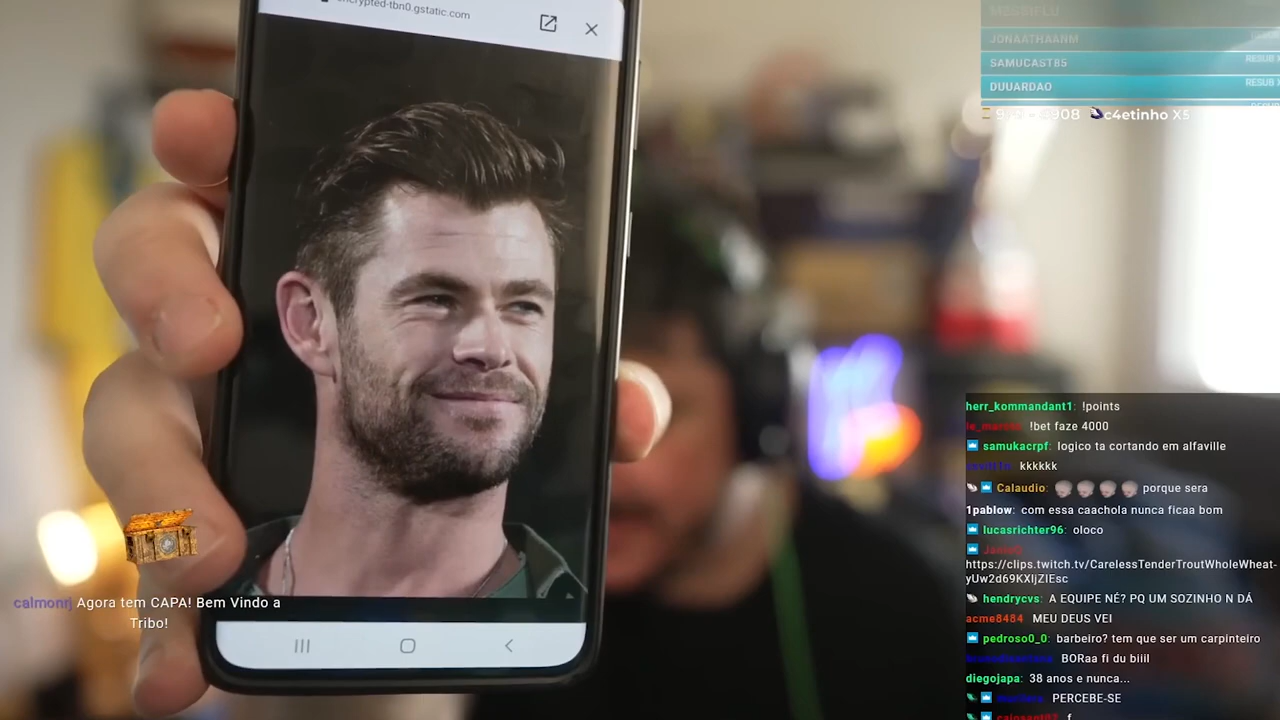 encrypted-tbn0.gstatic.com
JONAATHAANM
SAMUCAST85
RESUB X
DUUARDAO
RESUB X
c4etinho X5
herr_kommandant1: !points
!bet faze 4000
samukacrpf: logico ta cortando em alfaville
kkkkkk
Calaudio: porque sera
1pablow: com essa caachola nunca ficaa bom
lucasrichter96: oloco
https://clips.twitch.tv/CarelessTenderTroutWholeWheat-
yUw2d69KXljZIEsc
hendrycvs: A EQUIPE NÉ? PQ UM SOZINHO N DÁ
acme8484 MEU DEUS VEI
pedroso0_0: barbeiro? tem que ser um carpinteiro
BORaa fi du biiil
diegojapa: 38 anos e nunca...
PERCEBE-SE
calmonrj Agora tem CAPA! Bem Vindo a
Tribo!